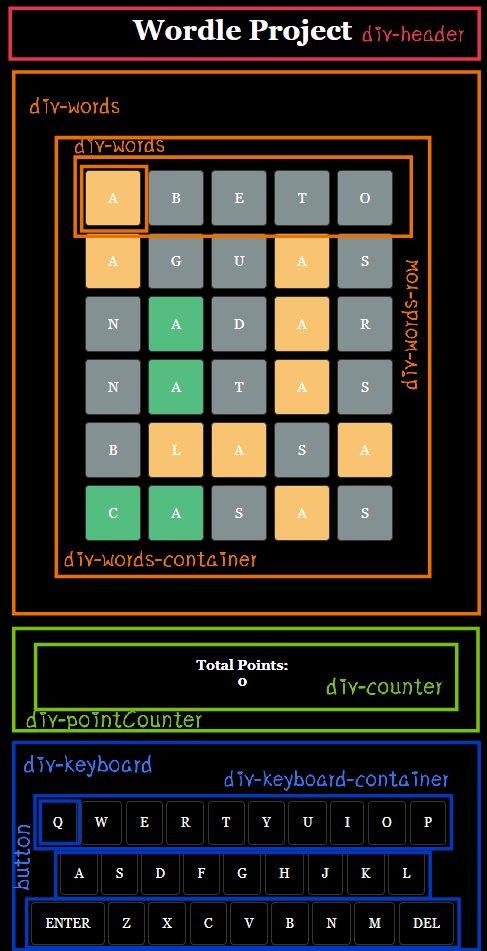 Wordle Project div-header
div-words
div-words
A B E T O
A G U A S
N A D A R
N A T A S
B L A S A
C A S A S
div-words-row
div-words-container
Total Points:
0
div-counter
div-pointCounter
div-keyboard
div-keyboard-container
Q W E R T Y U I O P
button
A S D F G H J K L
ENTER Z X C V B N M DEL